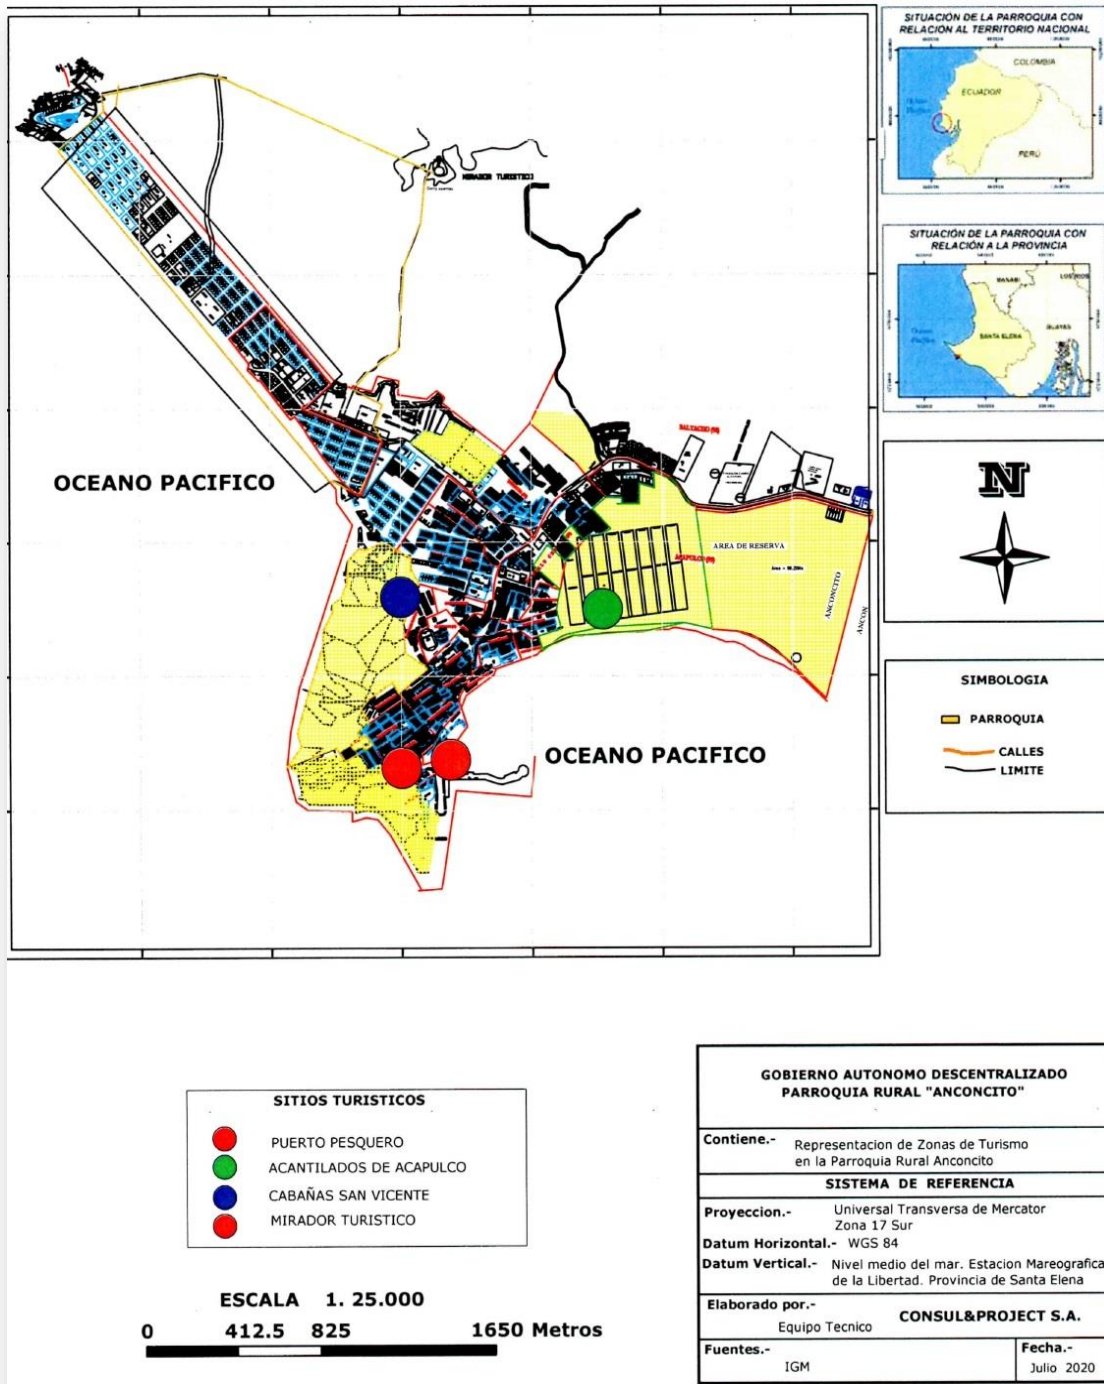 SITUACIÓN DE LA PARROQUIA CON
RELACION AL TERRITORIO NACIONAL
COLOMBIA
ECUADOR
PERÚ
SITUACIÓN DE LA PARROQUIA CON
RELACIÓN A LA PROVINCIA
MANABI
LOS RIOS
GUAYAS
SANTA ELENA
MIRADOR TURISTICO
OCEANO PACIFICO
AREA DE RESERVA
ANCONCITO
ANCON
OCEANO PACIFICO
N
SIMBOLOGIA
PARROQUIA
CALLES
LIMITE
SITIOS TURISTICOS
PUERTO PESQUERO
ACANTILADOS DE ACAPULCO
CABAÑAS SAN VICENTE
MIRADOR TURISTICO
ESCALA 1. 25.000
0 412.5 825 1650 Metros
GOBIERNO AUTONOMO DESCENTRALIZADO
PARROQUIA RURAL "ANCONCITO"
Contiene.- Representacion de Zonas de Turismo
en la Parroquia Rural Anconcito
SISTEMA DE REFERENCIA
Proyeccion.- Universal Transversa de Mercator
Zona 17 Sur
Datum Horizontal.- WGS 84
Datum Vertical.- Nivel medio del mar. Estacion Mareografica
de la Libertad. Provincia de Santa Elena
Elaborado por.-
Equipo Tecnico CONSUL&PROJECT S.A.
Fuentes.-
IGM
Fecha.-
Julio 2020